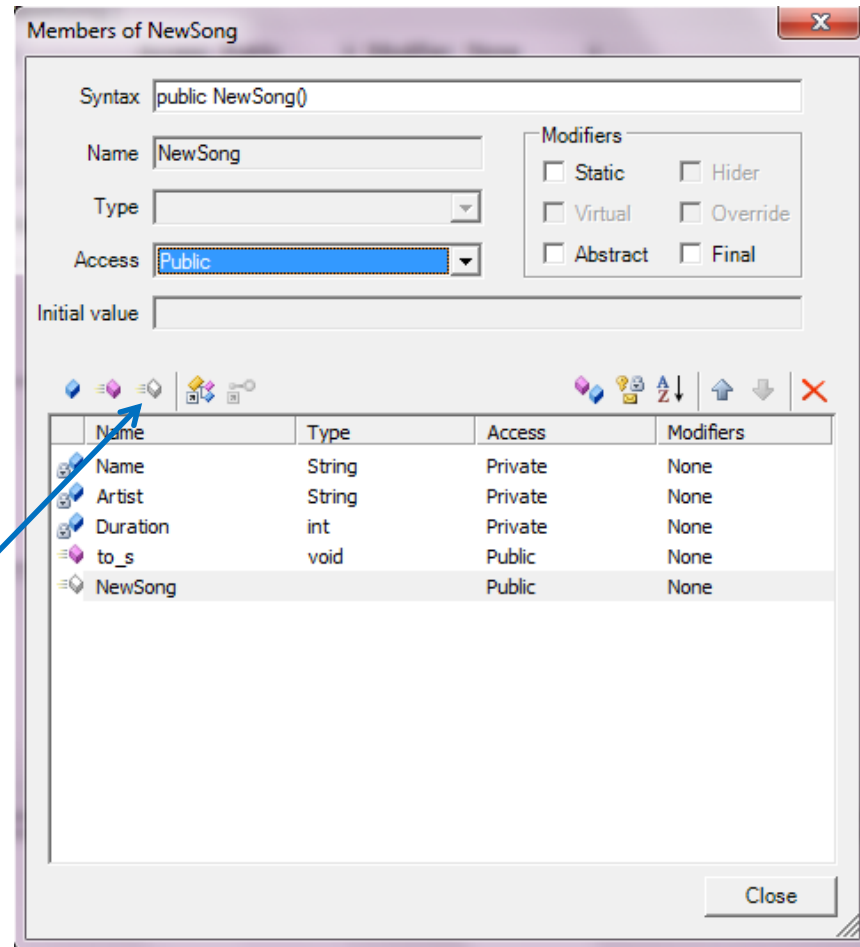 Members of NewSong
Syntax public NewSong()
Name NewSong
Type
Access Public
Initial value
Modifiers
Static Hider
Virtual Override
Abstract Final
Name Type Access Modifiers
Name String Private None
Artist String Private None
Duration int Private None
to_s void Public None
NewSong Public None
Close